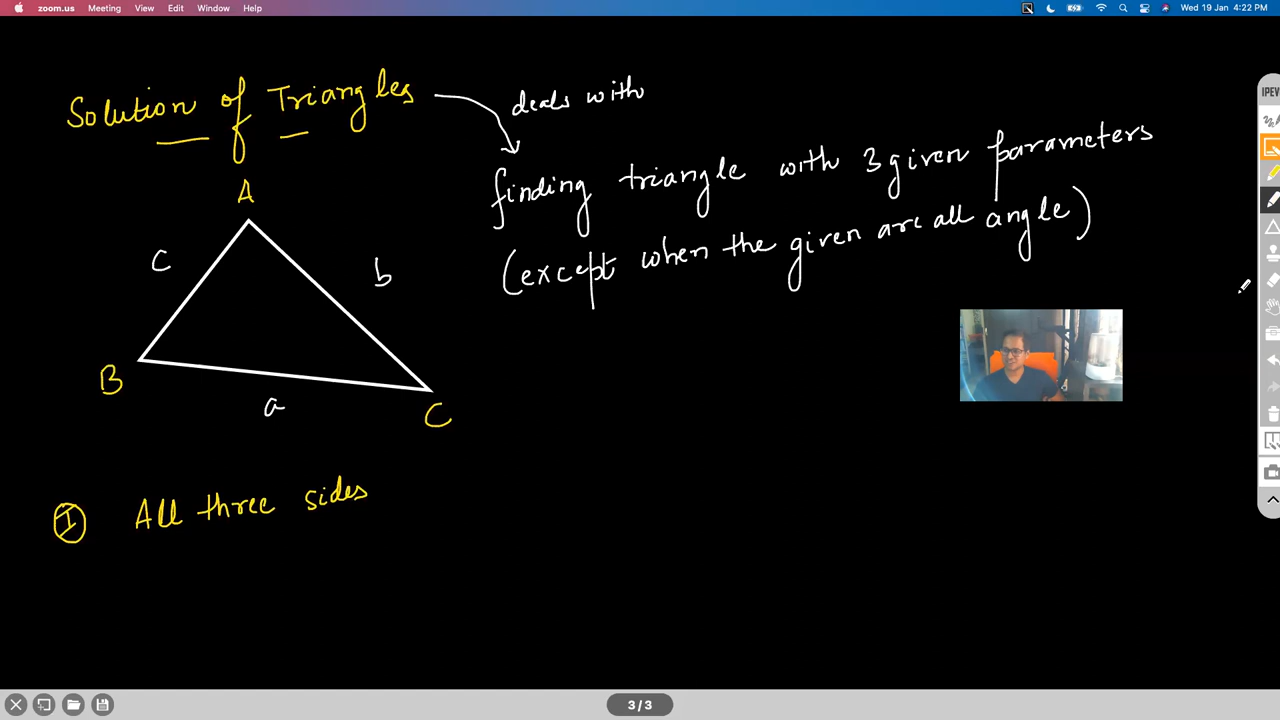 zoom.us Meeting View Edit Window Help
Wed 19 Jan 4:22 PM
Solution of Triangles
deals with
finding triangle with 3 given parameters
(except when the given are all angle)
A
c
b
B
a
C
I All three sides
IPEV
3/3